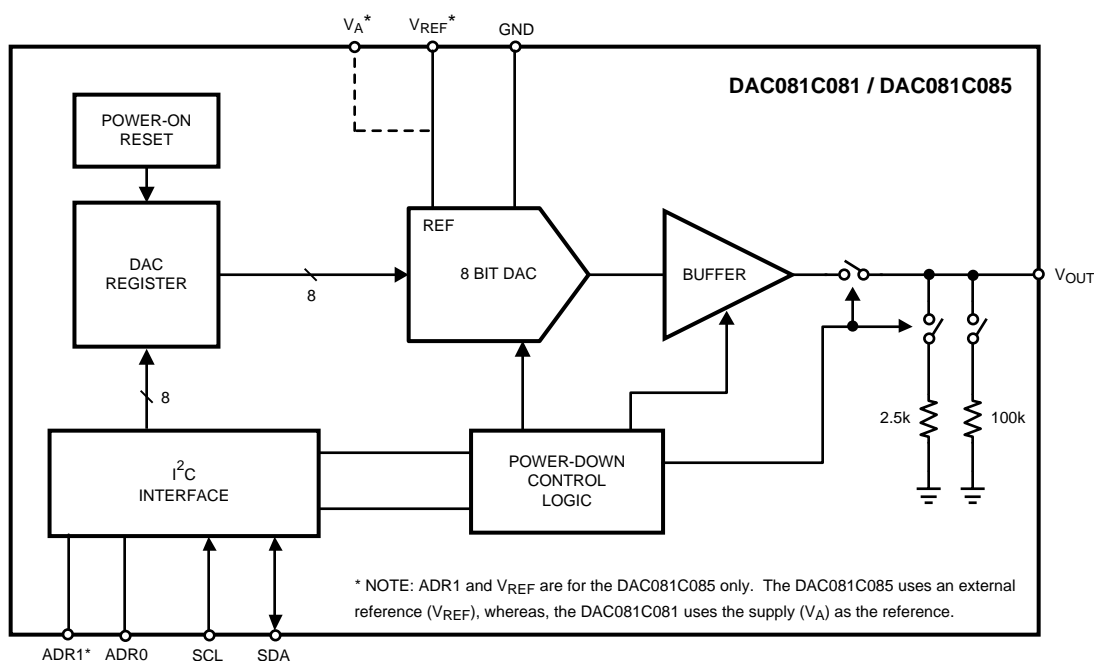 VA* VREF* GND
DAC081C081 / DAC081C085
POWER-ON
RESET
REF
DAC
REGISTER
8
8 BIT DAC
BUFFER
VOUT
8
2.5k
100k
I2C
INTERFACE
POWER-DOWN
CONTROL
LOGIC
* NOTE: ADR1 and VREF are for the DAC081C085 only. The DAC081C085 uses an external
reference (VREF), whereas, the DAC081C081 uses the supply (VA) as the reference.
ADR1* ADR0 SCL SDA